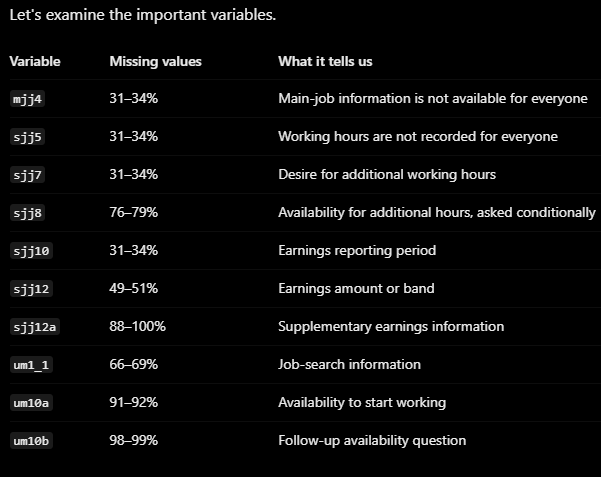 Let's examine the important variables.
Variable Missing values What it tells us
mjj4 31–34% Main-job information is not available for everyone
sjj5 31–34% Working hours are not recorded for everyone
sjj7 31–34% Desire for additional working hours
sjj8 76–79% Availability for additional hours, asked conditionally
sjj10 31–34% Earnings reporting period
sjj12 49–51% Earnings amount or band
sjj12a 88–100% Supplementary earnings information
um1_1 66–69% Job-search information
um10a 91–92% Availability to start working
um10b 98–99% Follow-up availability question